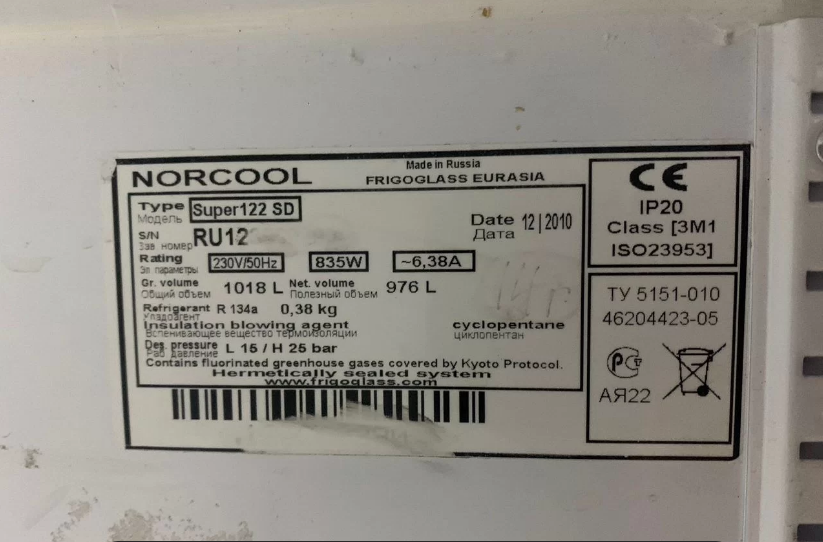 NORCOOL
Made in Russia
FRIGOGLASS EURASIA
Type Super122 SD
Модель
S/N RU12
Зав номер
Date 12|2010
Дата
Rating 230V/50Hz 835W ~6,38A
Эл параметры
Gr. volume 1018 L Net. volume 976 L
Общий объем Полезный объем
Refrigerant R 134a 0,38 kg
Insulation blowing agent cyclopentane
Вспенивающее вещество термоизоляции циклопентан
Des. pressure L 15 / H 25 bar
Раб давление
Contains fluorinated greenhouse gases covered by Kyoto Protocol.
Hermetically sealed system
www.frigoglass.com
CE
IP20
Class [3M1
ISO23953]
ТУ 5151-010
46204423-05
АЯ22